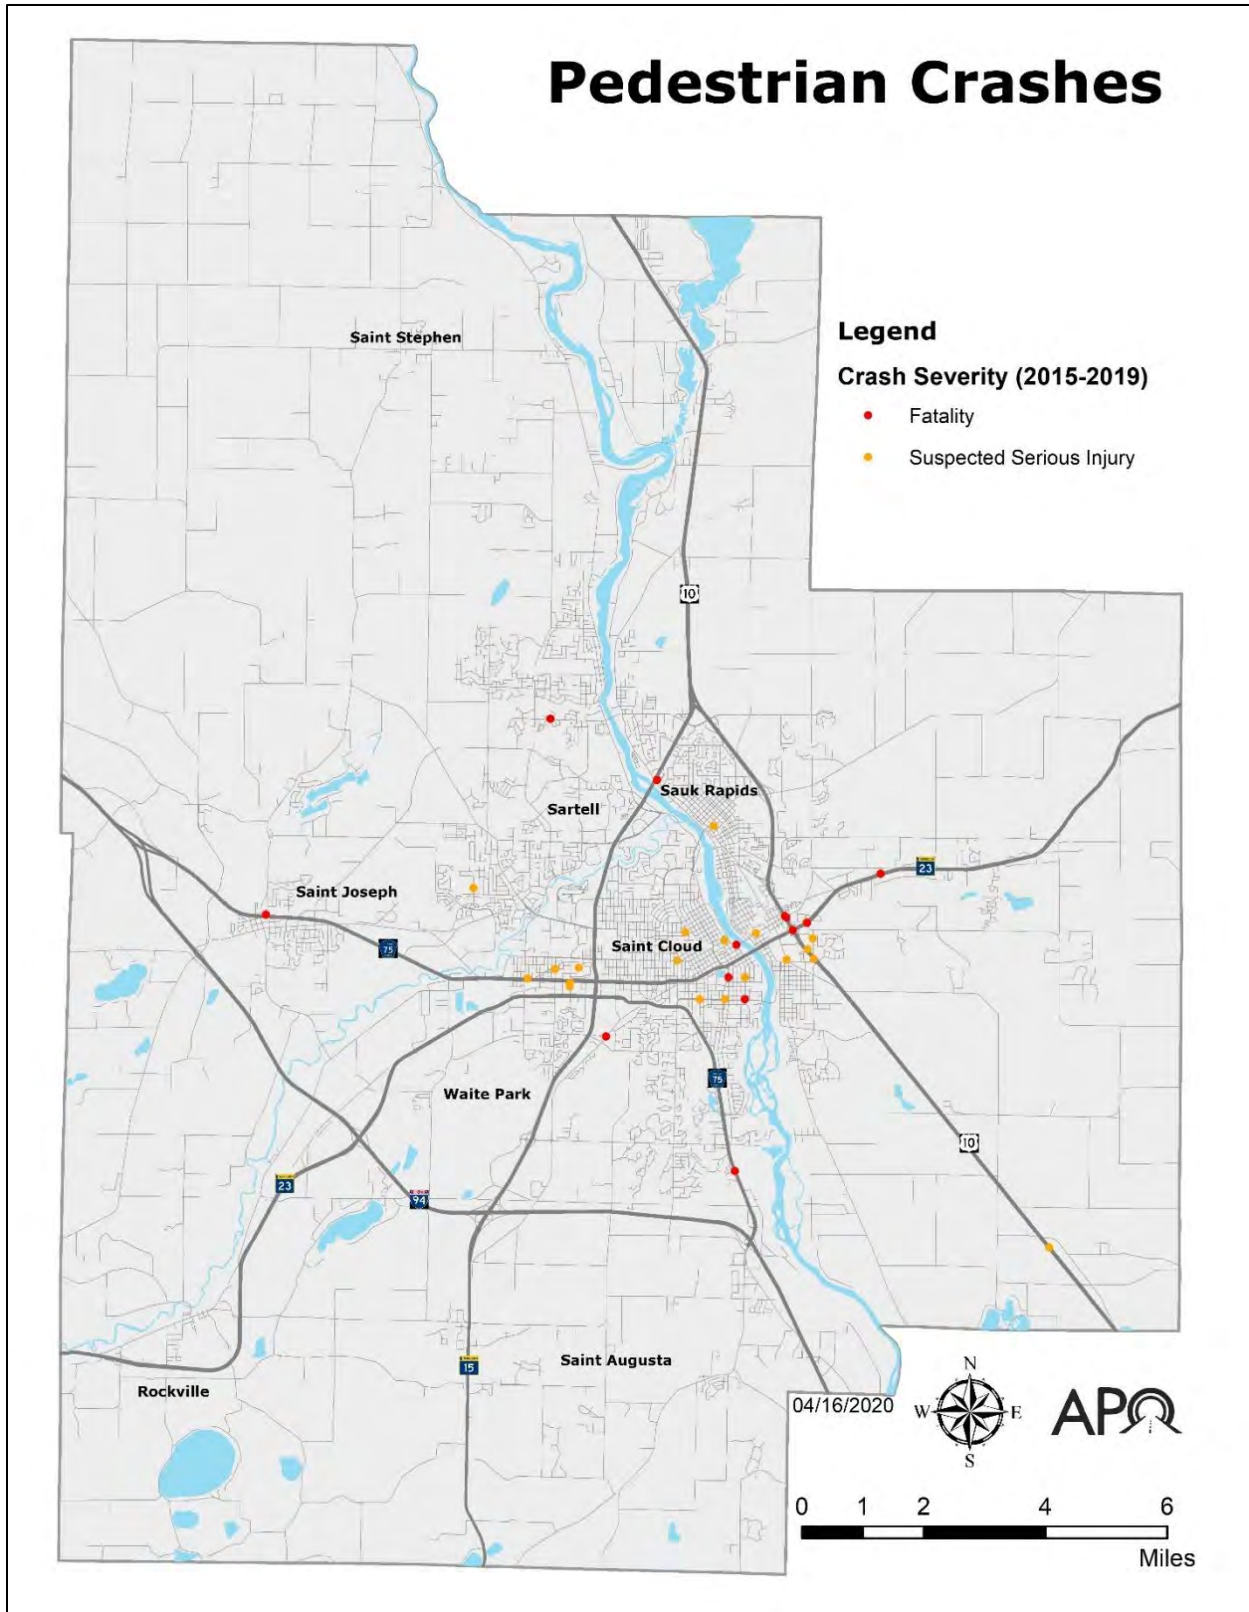 Pedestrian Crashes
Saint Stephen
Legend
Crash Severity (2015-2019)
Fatality
Suspected Serious Injury
10
Sauk Rapids
Sartell
23
Saint Joseph
75
Saint Cloud
75
Waite Park
10
23
94
Saint Augusta
15
Rockville
04/16/2020
N
W
E
S
APO
0 1 2 4 6
Miles